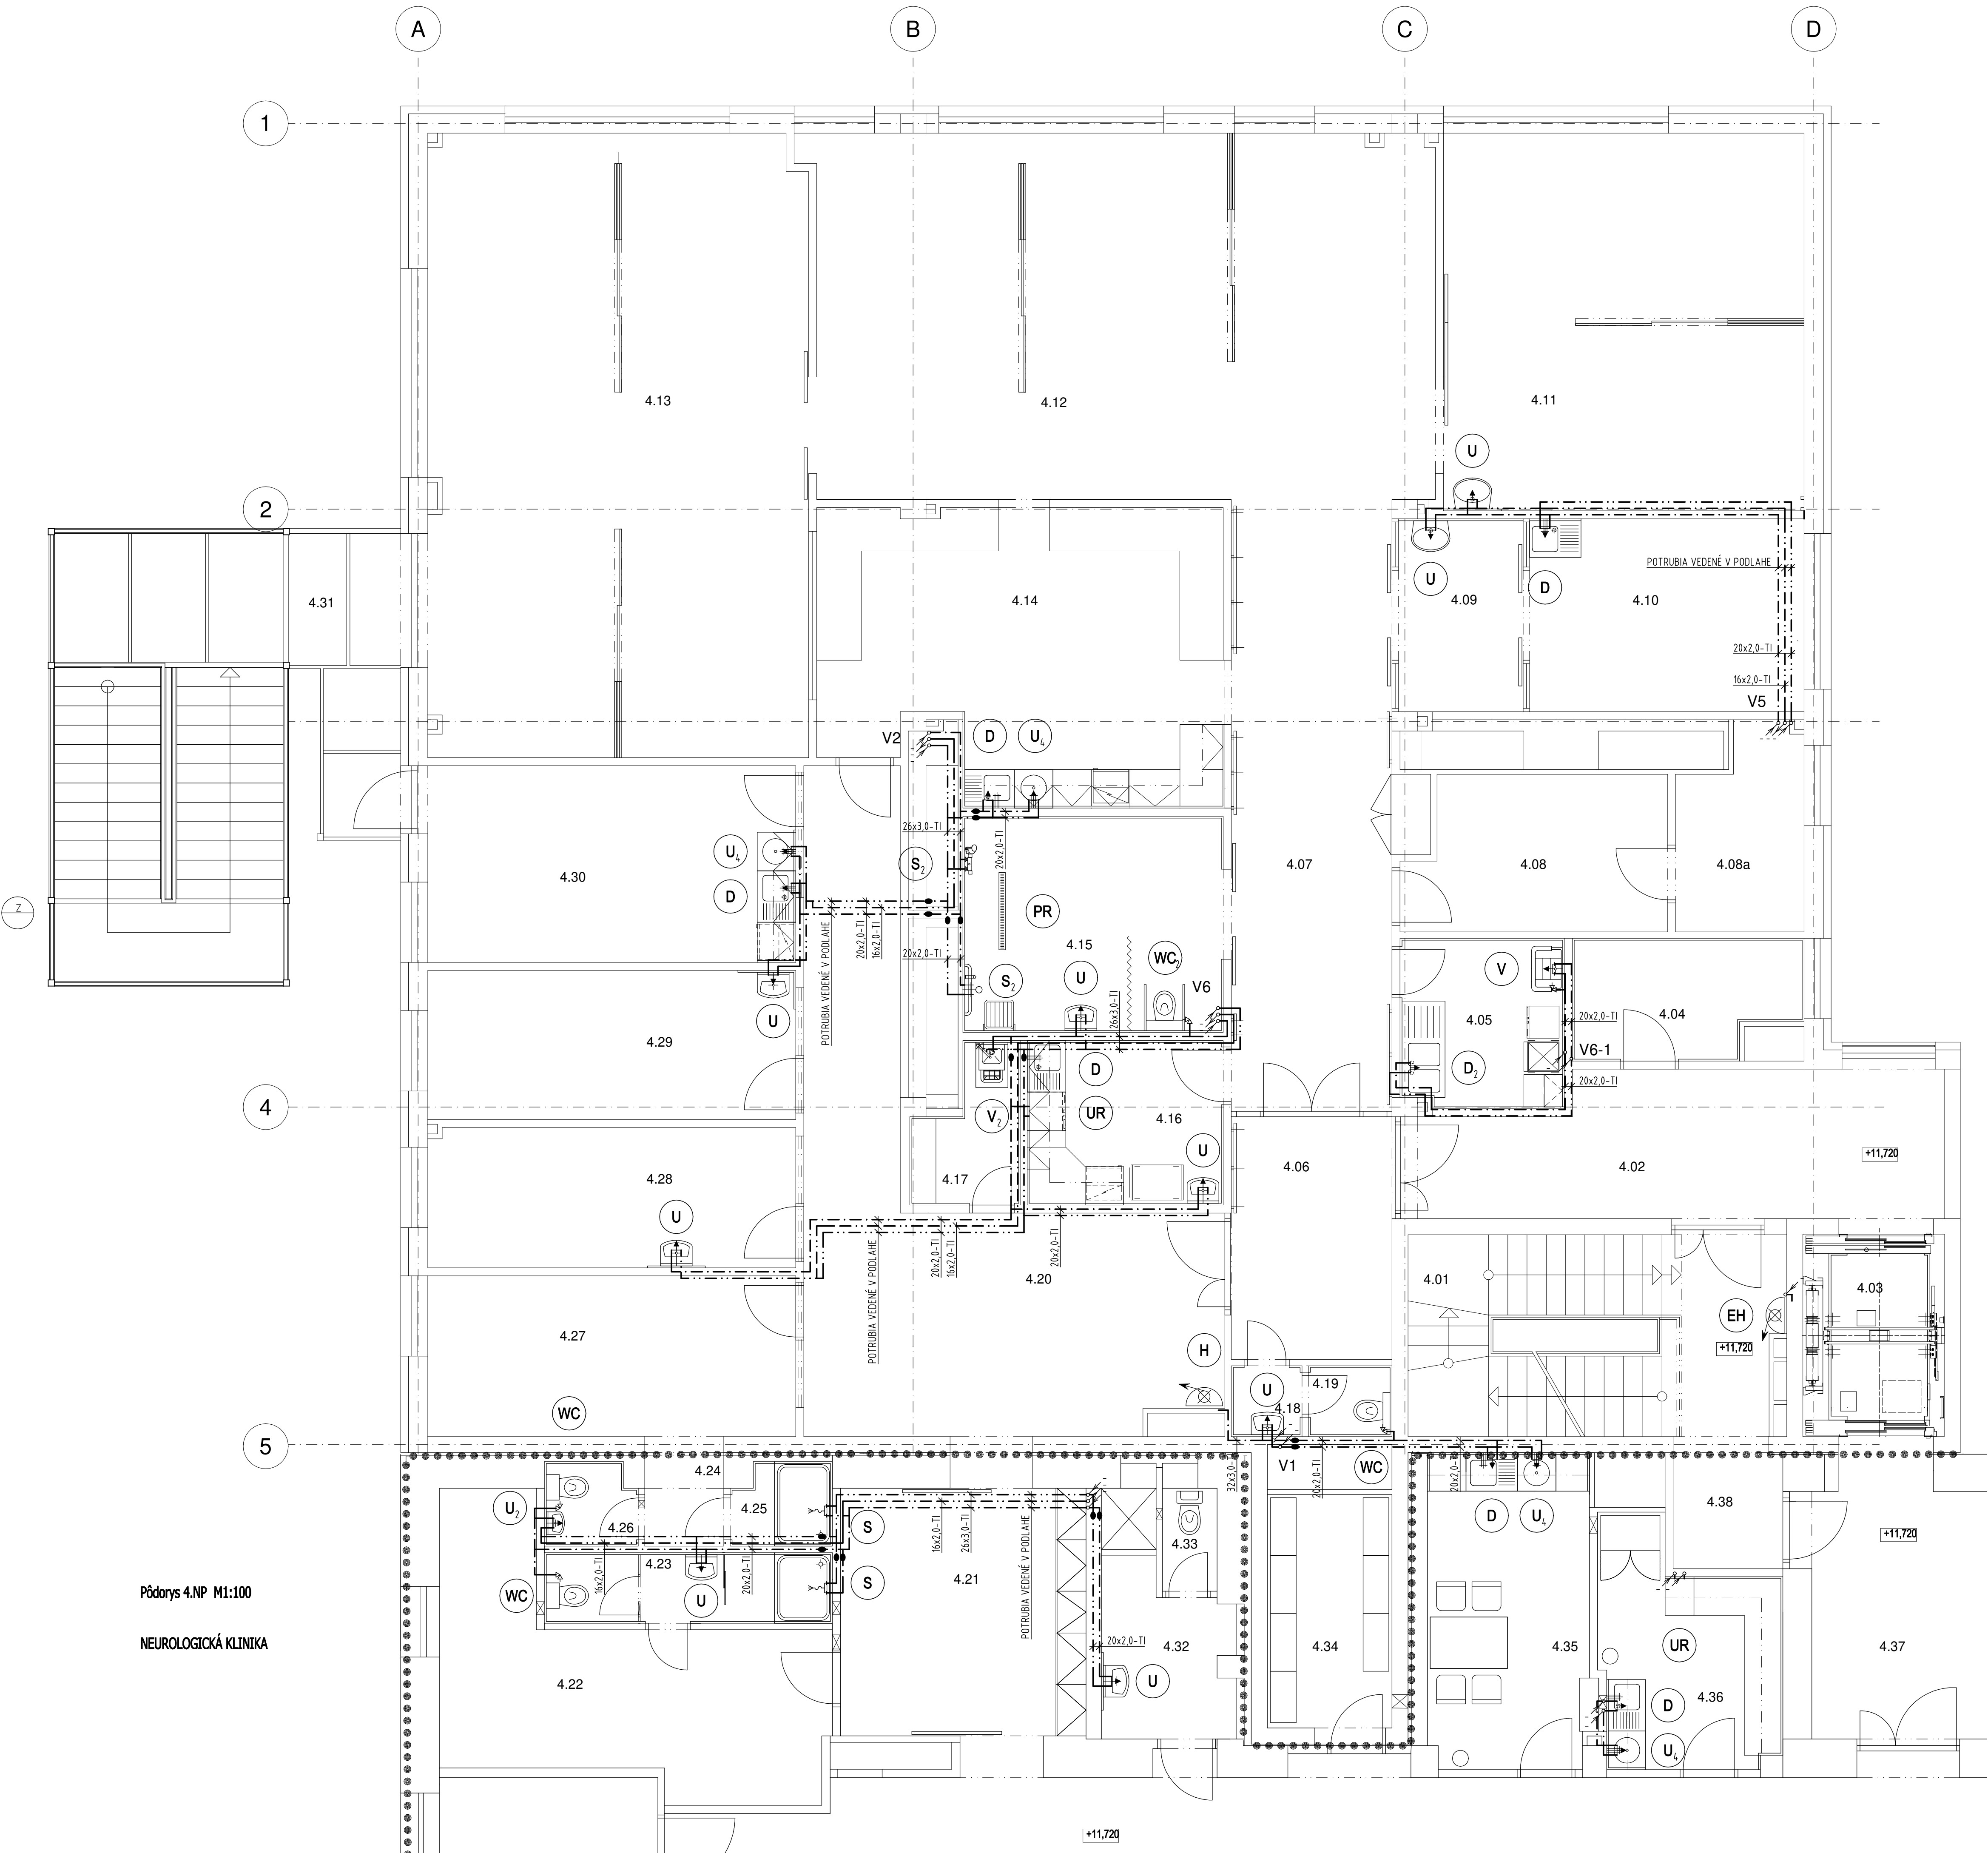 A
B
C
D
1
4.13
4.12
4.11
U
2
4.31
4.14
U
4.09
D
4.10
POTRUBIA VEDENÉ V PODLAHE
20x2,0-TI
16x2,0-TI
V5
V2
D
U4
26x3,0-TI
20x2,0-TI
U4
S2
4.30
D
4.07
4.08
4.08a
Z
PR
4.15
20x2,0-TI
16x2,0-TI
20x2,0-TI
POTRUBIA VEDENÉ V PODLAHE
WC2
V
S2
U
V6
U
26x3,0-TI
4.05
4.04
20x2,0-TI
4.29
V6-1
D
D2
20x2,0-TI
4
V2
UR
4.16
U
4.06
4.02
+11,720
4.28
4.17
U
20x2,0-TI
16x2,0-TI
20x2,0-TI
POTRUBIA VEDENÉ V PODLAHE
4.20
4.01
4.03
EH
+11,720
4.27
H
4.19
U
4.18
WC
5
V1
WC
32x3,0-TI
20x2,0-TI
20x2,0-TI
4.24
4.25
U2
4.26
S
16x2,0-TI
26x3,0-TI
POTRUBIA VEDENÉ V PODLAHE
4.33
D
U4
4.38
+11,720
4.23
16x2,0-TI
20x2,0-TI
WC
U
S
4.21
Pôdorys 4.NP M1:100
NEUROLOGICKÁ KLINIKA
20x2,0-TI
4.32
4.34
4.35
UR
4.37
4.22
U
D
4.36
U4
+11,720